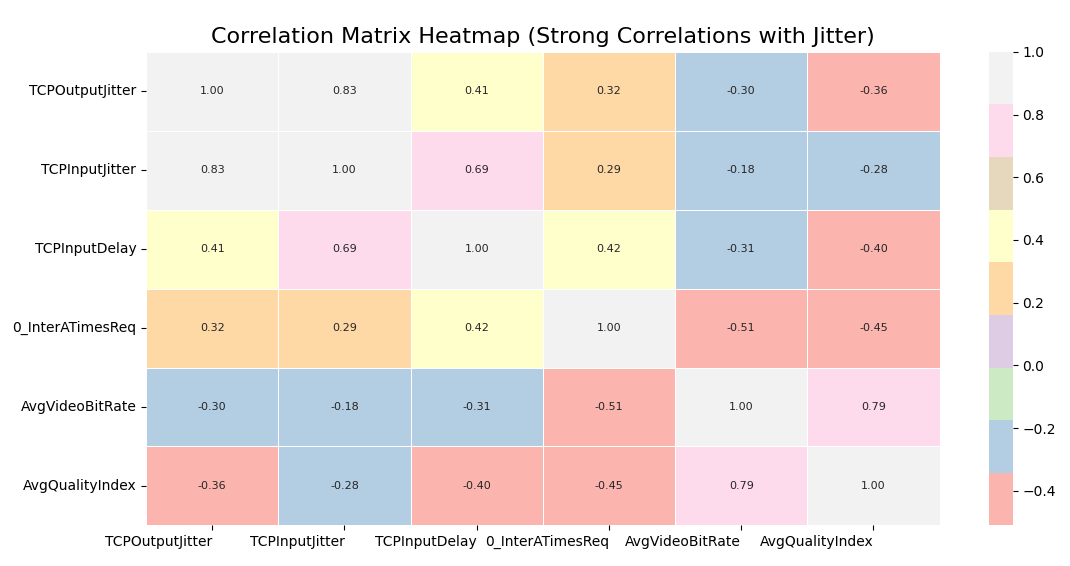 Correlation Matrix Heatmap (Strong Correlations with Jitter)
TCPOutputJitter 1.00 0.83 0.41 0.32 -0.30 -0.36
TCPInputJitter 0.83 1.00 0.69 0.29 -0.18 -0.28
TCPInputDelay 0.41 0.69 1.00 0.42 -0.31 -0.40
0_InterATimesReq 0.32 0.29 0.42 1.00 -0.51 -0.45
AvgVideoBitRate -0.30 -0.18 -0.31 -0.51 1.00 0.79
AvgQualityIndex -0.36 -0.28 -0.40 -0.45 0.79 1.00
TCPOutputJitter TCPInputJitter TCPInputDelay 0_InterATimesReq AvgVideoBitRate AvgQualityIndex
1.0
0.8
0.6
0.4
0.2
0.0
−0.2
−0.4